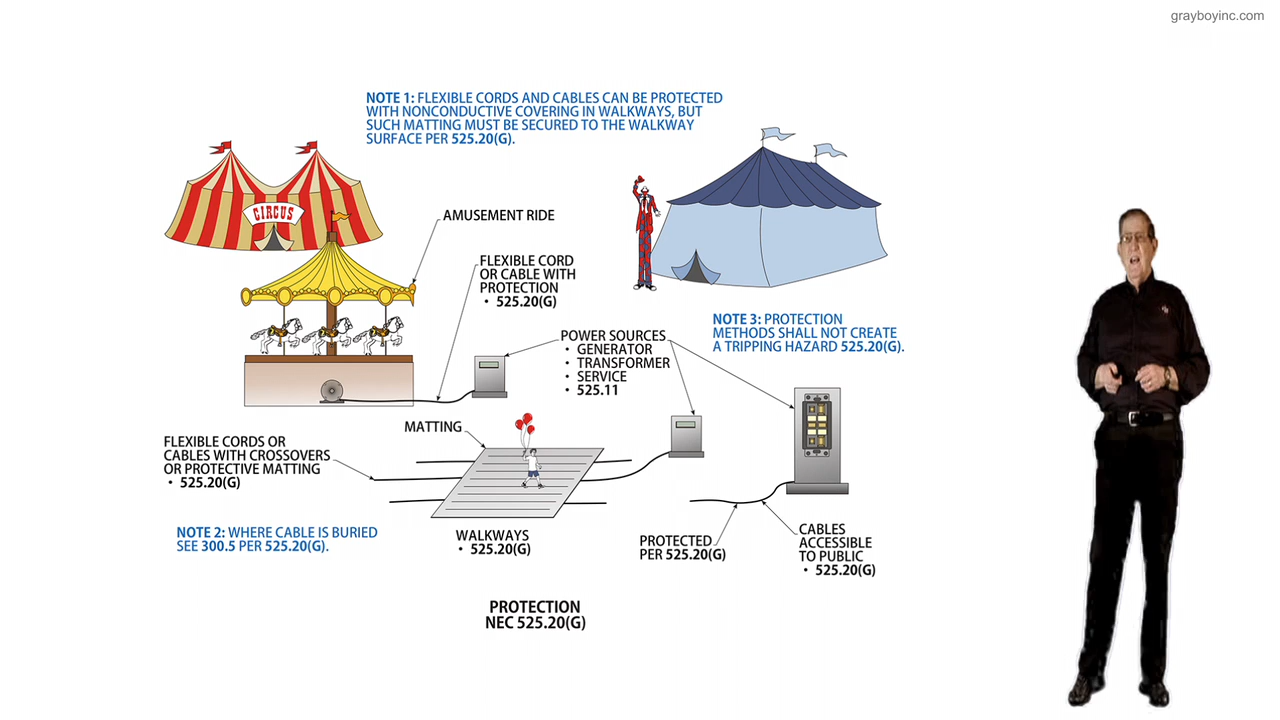 grayboyinc.com
NOTE 1: FLEXIBLE CORDS AND CABLES CAN BE PROTECTED
WITH NONCONDUCTIVE COVERING IN WALKWAYS, BUT
SUCH MATTING MUST BE SECURED TO THE WALKWAY
SURFACE PER 525.20(G).
CIRCUS
AMUSEMENT RIDE
FLEXIBLE CORD
OR CABLE WITH
PROTECTION
• 525.20(G)
NOTE 3: PROTECTION
METHODS SHALL NOT CREATE
A TRIPPING HAZARD 525.20(G).
POWER SOURCES
• GENERATOR
• TRANSFORMER
• SERVICE
• 525.11
MATTING
FLEXIBLE CORDS OR
CABLES WITH CROSSOVERS
OR PROTECTIVE MATTING
• 525.20(G)
NOTE 2: WHERE CABLE IS BURIED
SEE 300.5 PER 525.20(G).
WALKWAYS
• 525.20(G)
PROTECTED
PER 525.20(G)
CABLES
ACCESSIBLE
TO PUBLIC
• 525.20(G)
PROTECTION
NEC 525.20(G)